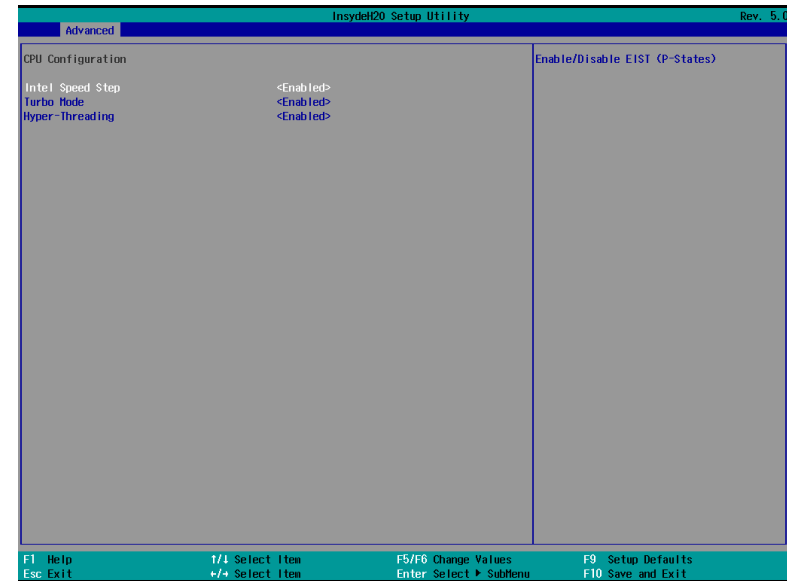 InsydeH20 Setup Utility Rev. 5.0
Advanced
CPU Configuration
Enable/Disable EIST (P-States)
Intel Speed Step <Enabled>
Turbo Mode <Enabled>
Hyper-Threading <Enabled>
F1 Help ↑/↓ Select Item F5/F6 Change Values F9 Setup Defaults
Esc Exit ←/→ Select Item Enter Select ▶ SubMenu F10 Save and Exit